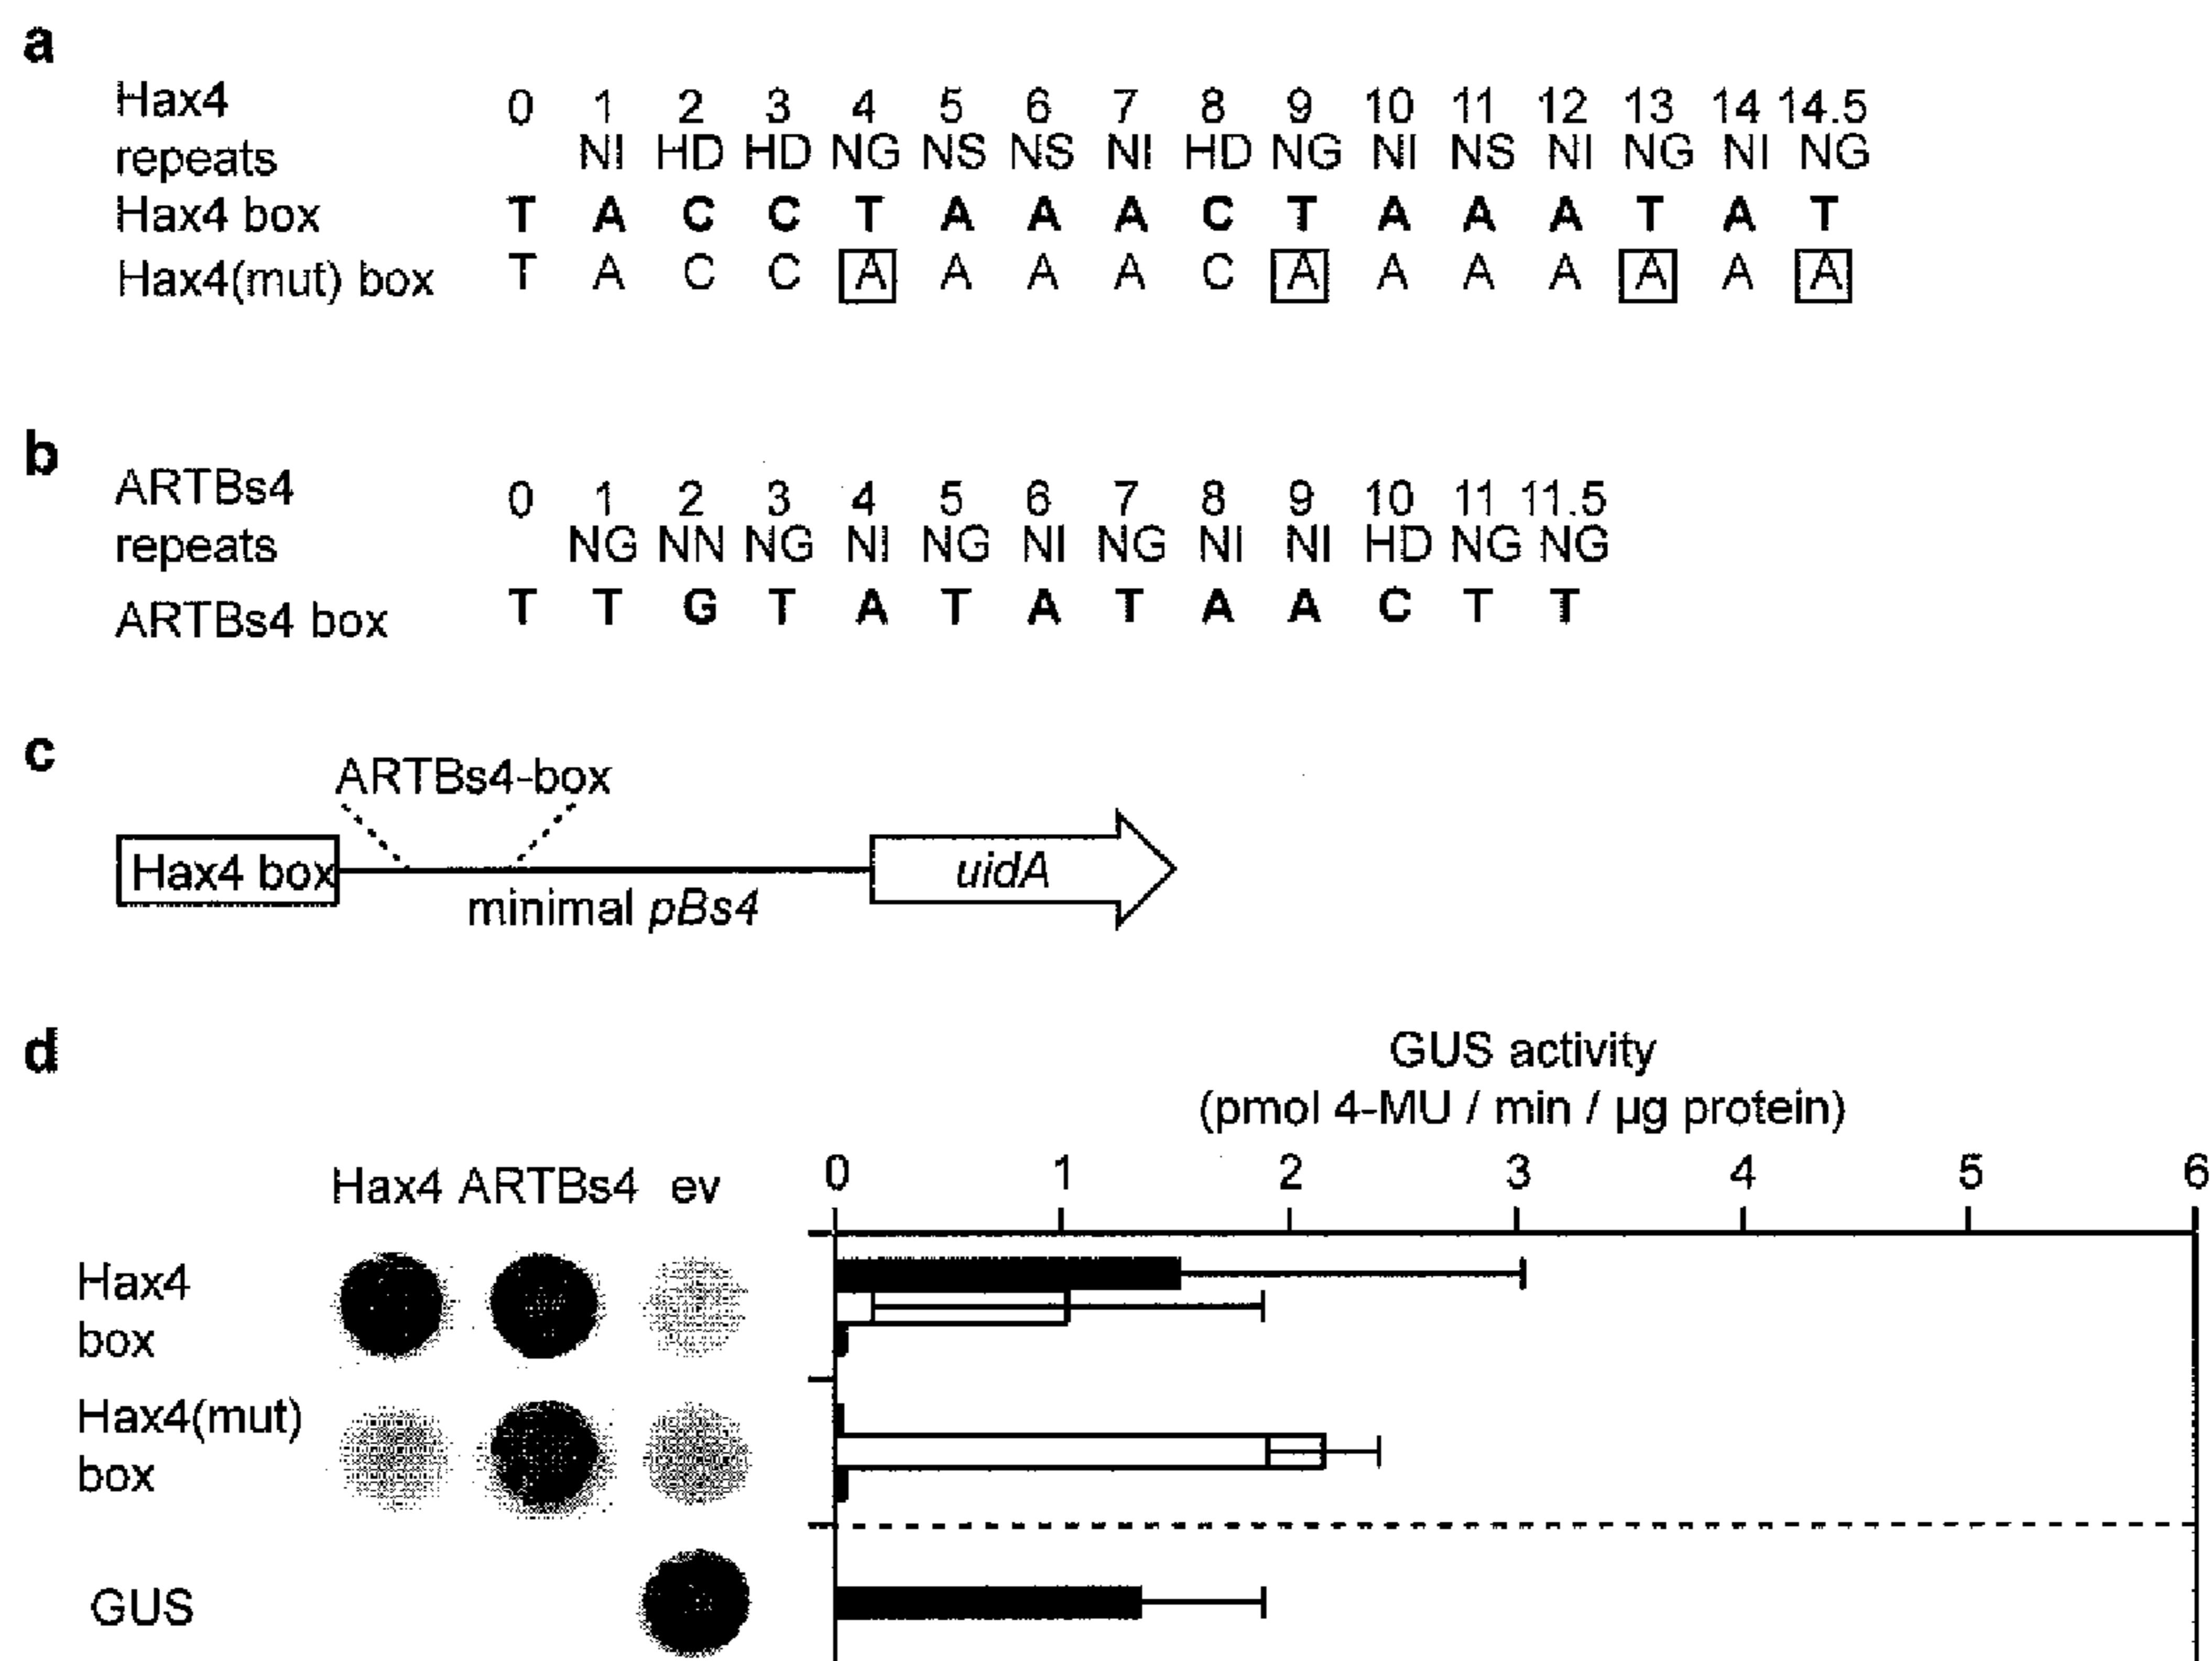 a
Hax4 0 1 2 3 4 5 6 7 8 9 10 11 12 13 14 14.5
repeats NI HD HD NG NS NS NI HD NG NI NS NI NG NI NG
Hax4 box T A C C T A A A C T A A A T A T
Hax4(mut) box T A C C A A A A C A A A A A A A
b
ARTBs4 0 1 2 3 4 5 6 7 8 9 10 11 11.5
repeats NG NN NG NI NG NI NG NI NI HD NG NG
ARTBs4 box T T G T A T A T A A C T T
c
ARTBs4-box
Hax4 box
uidA
minimal pBs4
d
GUS activity
(pmol 4-MU / min / µg protein)
Hax4 ARTBs4 ev
0 1 2 3 4 5 6
Hax4
box
Hax4(mut)
box
GUS